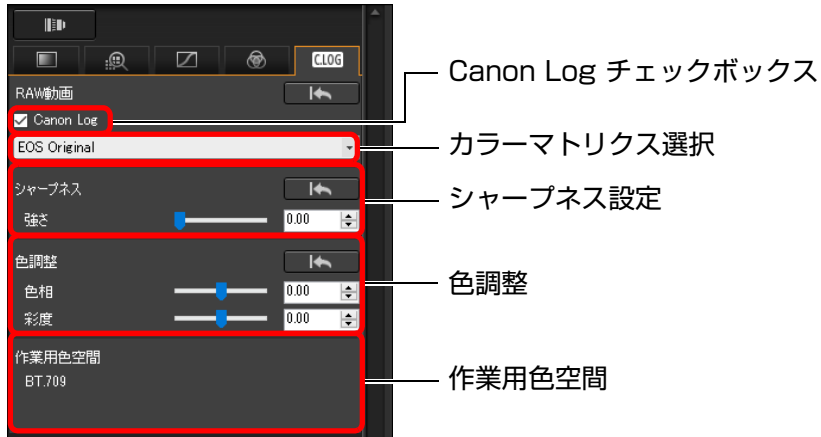 C.LOG
RAW動画
Canon Log
EOS Original
シャープネス
強さ 0.00
色調整
色相 0.00
彩度 0.00
作業用色空間
BT.709
Canon Log チェックボックス
カラーマトリクス選択
シャープネス設定
色調整
作業用色空間